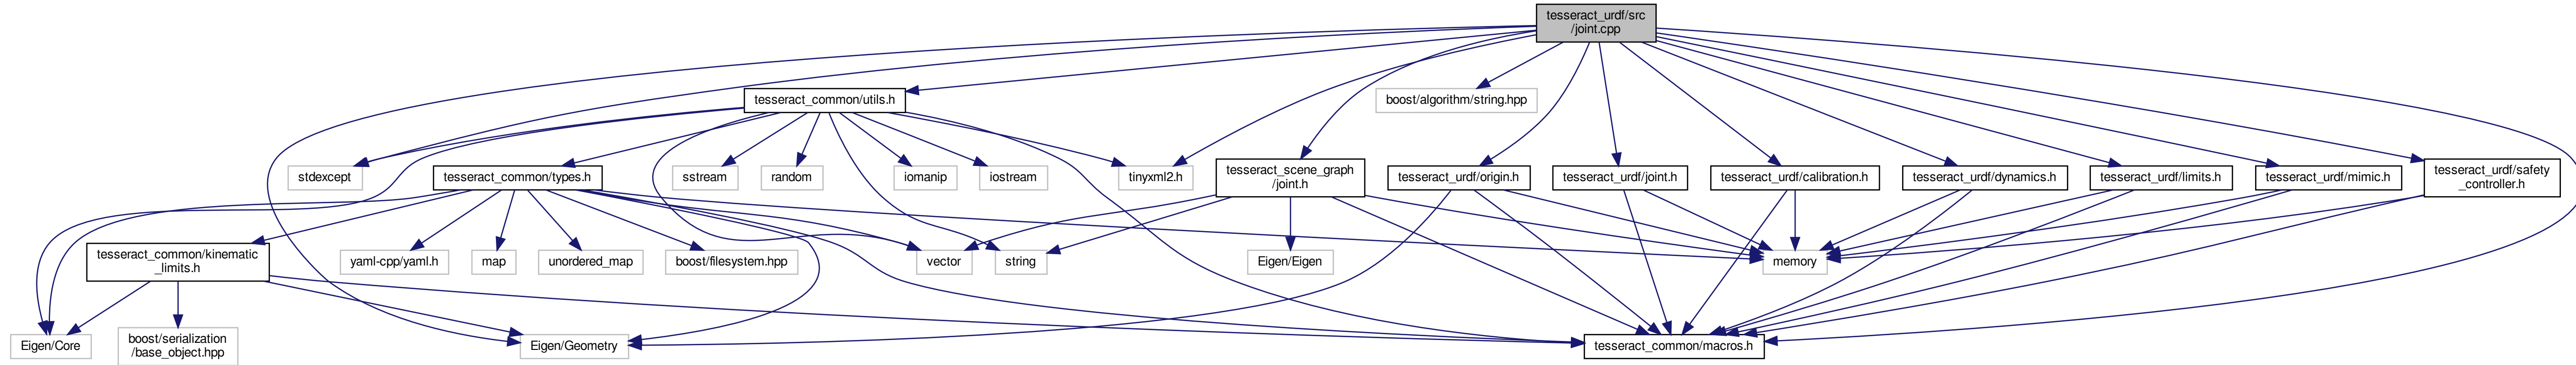 tesseract_urdf/src
/joint.cpp
tesseract_common/utils.h
boost/algorithm/string.hpp
stdexcept
tesseract_common/types.h
sstream
random
iomanip
iostream
tinyxml2.h
tesseract_scene_graph
/joint.h
tesseract_urdf/origin.h
tesseract_urdf/joint.h
tesseract_urdf/calibration.h
tesseract_urdf/dynamics.h
tesseract_urdf/limits.h
tesseract_urdf/mimic.h
tesseract_urdf/safety
_controller.h
tesseract_common/kinematic
_limits.h
yaml-cpp/yaml.h
map
unordered_map
boost/filesystem.hpp
vector
string
Eigen/Eigen
memory
Eigen/Core
boost/serialization
/base_object.hpp
Eigen/Geometry
tesseract_common/macros.h